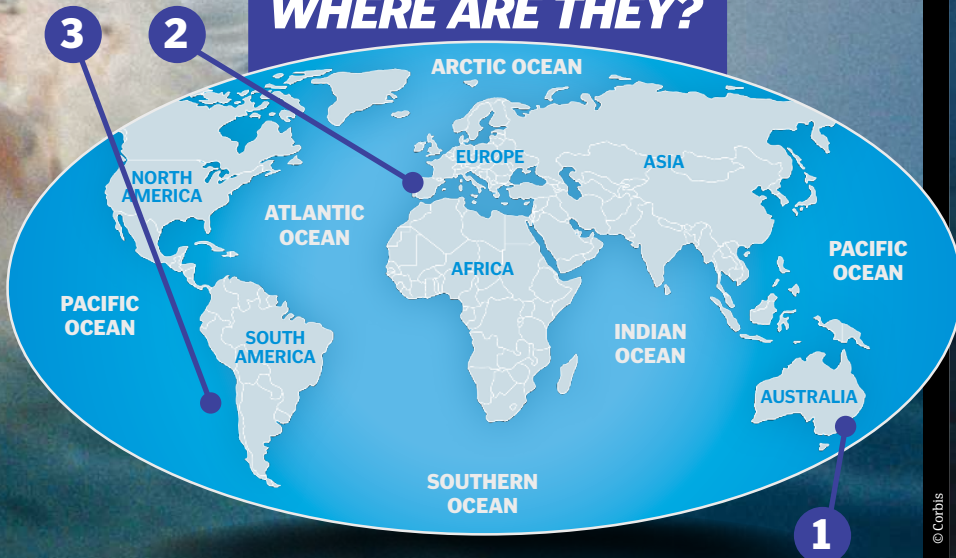 WHERE ARE THEY?
3
2
ARCTIC OCEAN
EUROPE
ASIA
NORTH
AMERICA
ATLANTIC
OCEAN
PACIFIC
OCEAN
AFRICA
PACIFIC
OCEAN
INDIAN
OCEAN
SOUTH
AMERICA
AUSTRALIA
SOUTHERN
OCEAN
1
© Corbis